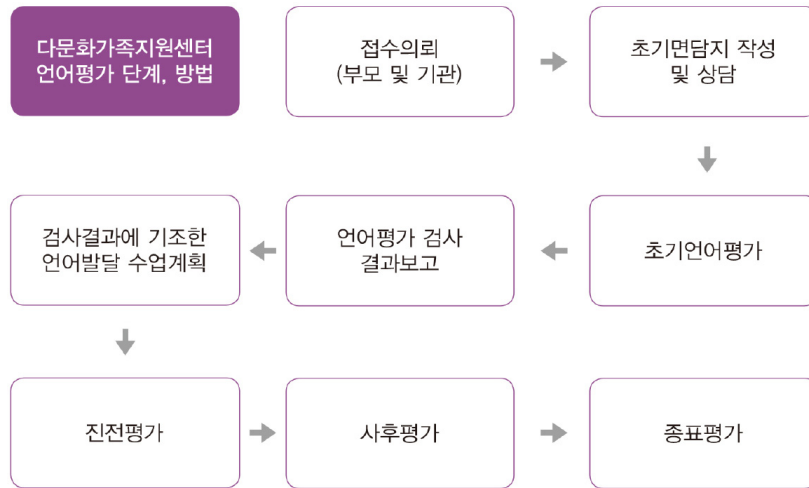 다문화가족지원센터
언어평가 단계, 방법
접수의뢰
(부모 및 기관)
초기면담지 작성
및 상담
초기언어평가
언어평가 검사
결과보고
검사결과에 기조한
언어발달 수업계획
진전평가
사후평가
종표평가